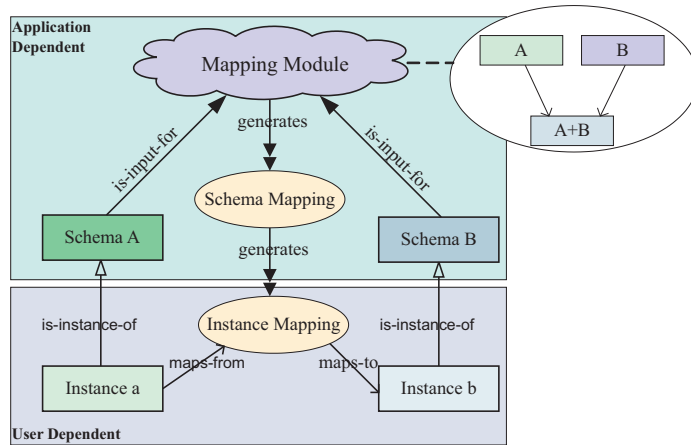 Application
Dependent
Mapping Module
A
B
A+B
generates
is-input-for
is-input-for
Schema Mapping
Schema A
Schema B
generates
is-instance-of
Instance Mapping
is-instance-of
maps-from
maps-to
Instance a
Instance b
User Dependent